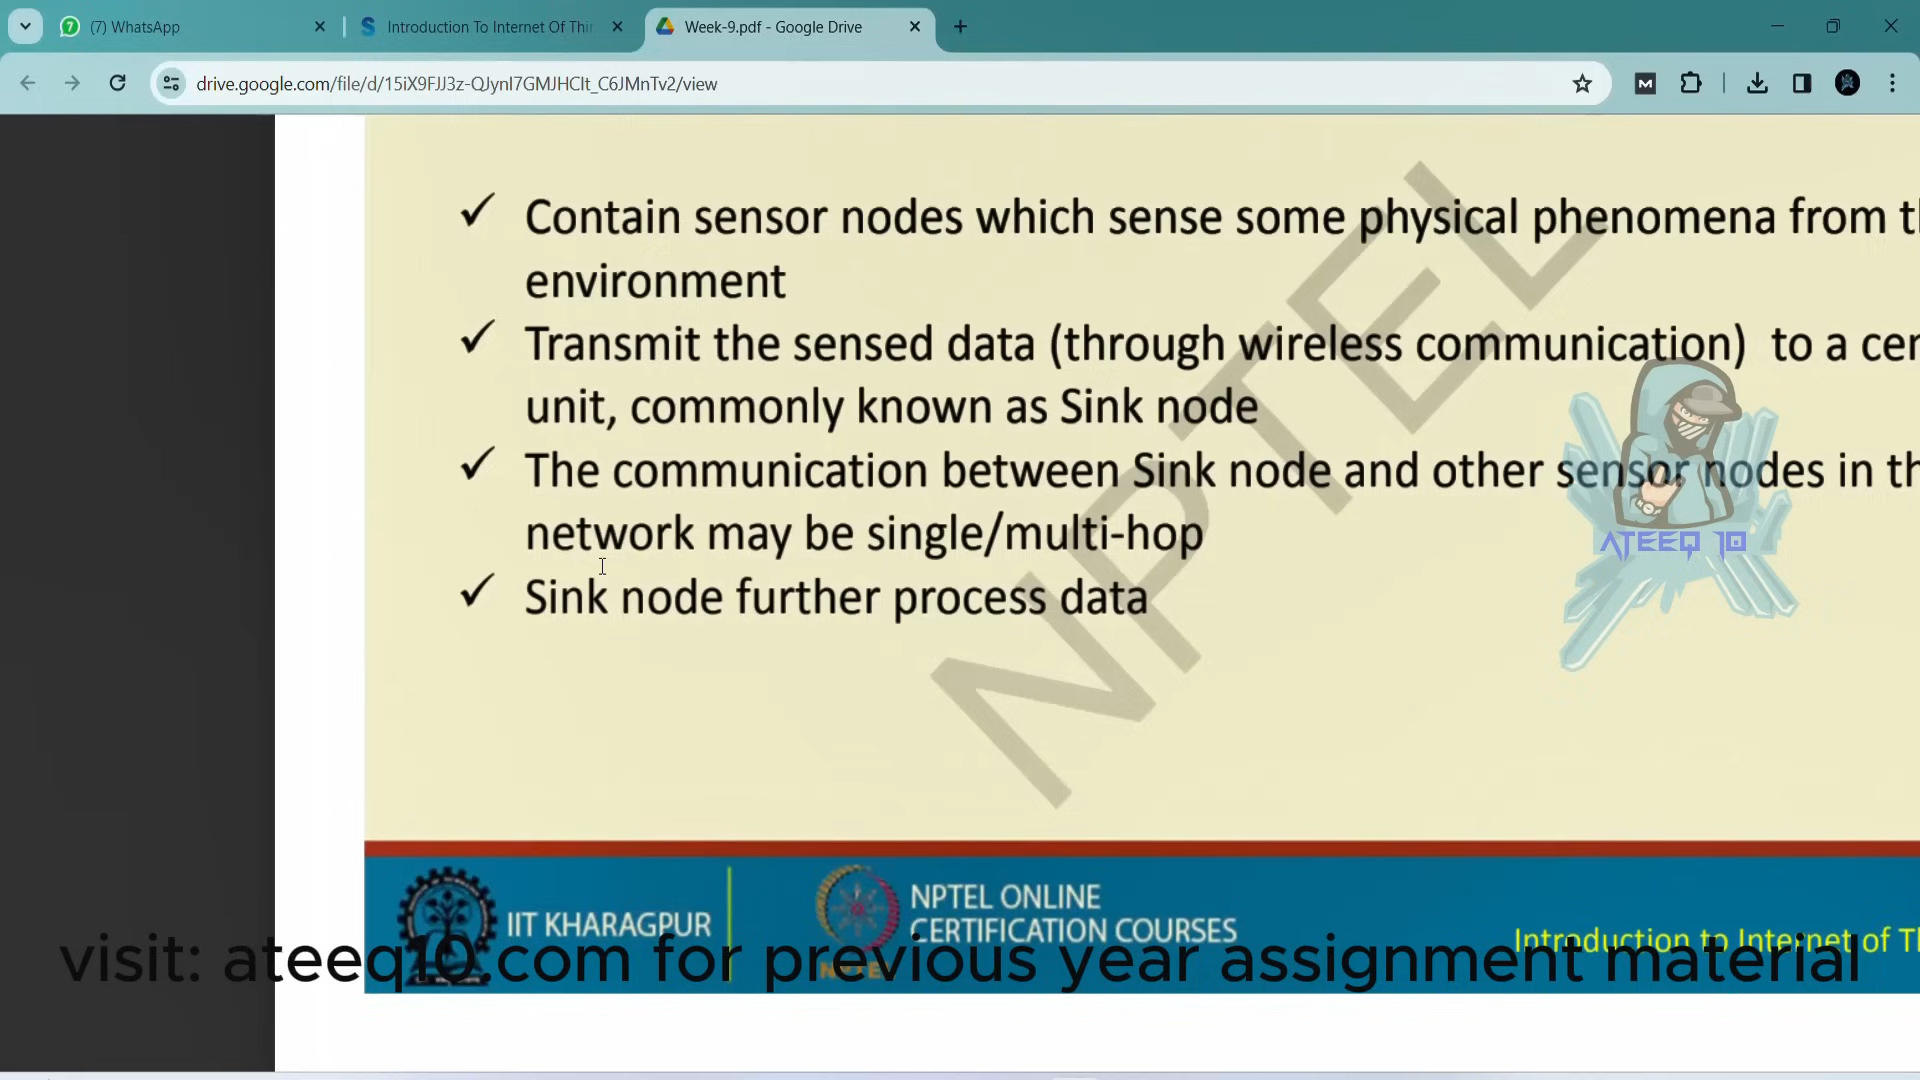 (7) WhatsApp
Introduction To Internet Of Thin
Week-9.pdf - Google Drive
drive.google.com/file/d/15iX9FJJ3z-QJynI7GMJHCIt_C6JMnTv2/view
Contain sensor nodes which sense some physical phenomena from t
environment
Transmit the sensed data (through wireless communication) to a cen
unit, commonly known as Sink node
The communication between Sink node and other sensor nodes in th
network may be single/multi-hop
Sink node further process data
NPTEL
ATEEQ 10
IIT KHARAGPUR
NPTEL ONLINE
CERTIFICATION COURSES
Introduction to Internet of T
visit: ateeq10.com for previous year assignment material